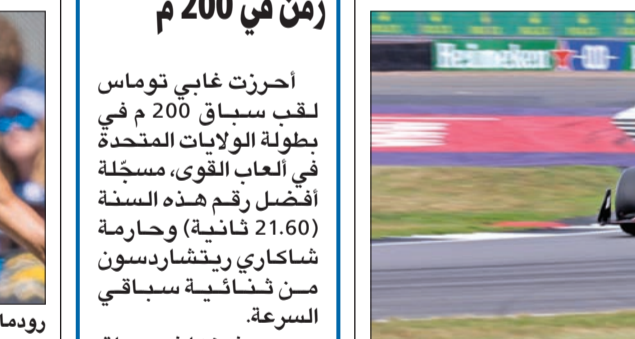 زمن في 200 م
أحرزت غابي توماس
لقب سباق 200 م في
بطولة الولايات المتحدة
في ألعاب القوى، مسجّلة
أفضل رقم هذه السنة
(21.60 ثانية) وحارمة
شاكاري ريتشاردسون
من ثنائية سباقي
السرعة.
رودما
Heineken